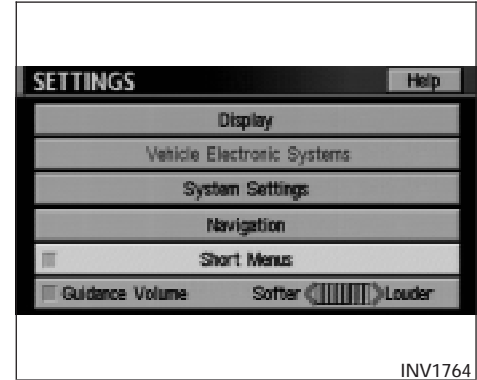 SETTINGS Help
Display
Vehicle Electronic Systems
System Settings
Navigation
Short Menus
Guidance Volume Softer Louder
INV1764